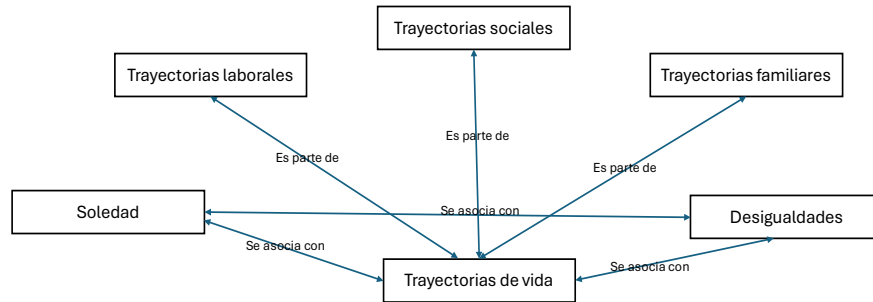 Trayectorias sociales
Trayectorias laborales
Trayectorias familiares
Es parte de
Es parte de
Es parte de
Soledad
Se asocia con
Desigualdades
Se asocia con
Se asocia con
Trayectorias de vida